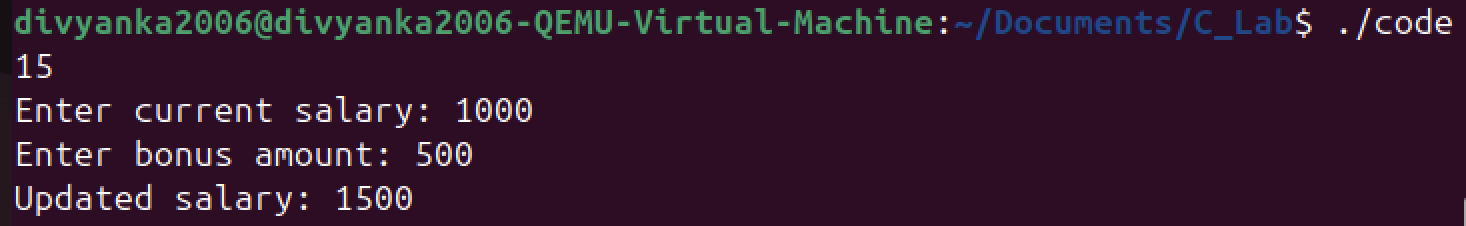 divyanka2006@divyanka2006-QEMU-Virtual-Machine:~/Documents/C_Lab$ ./code
15
Enter current salary: 1000
Enter bonus amount: 500
Updated salary: 1500